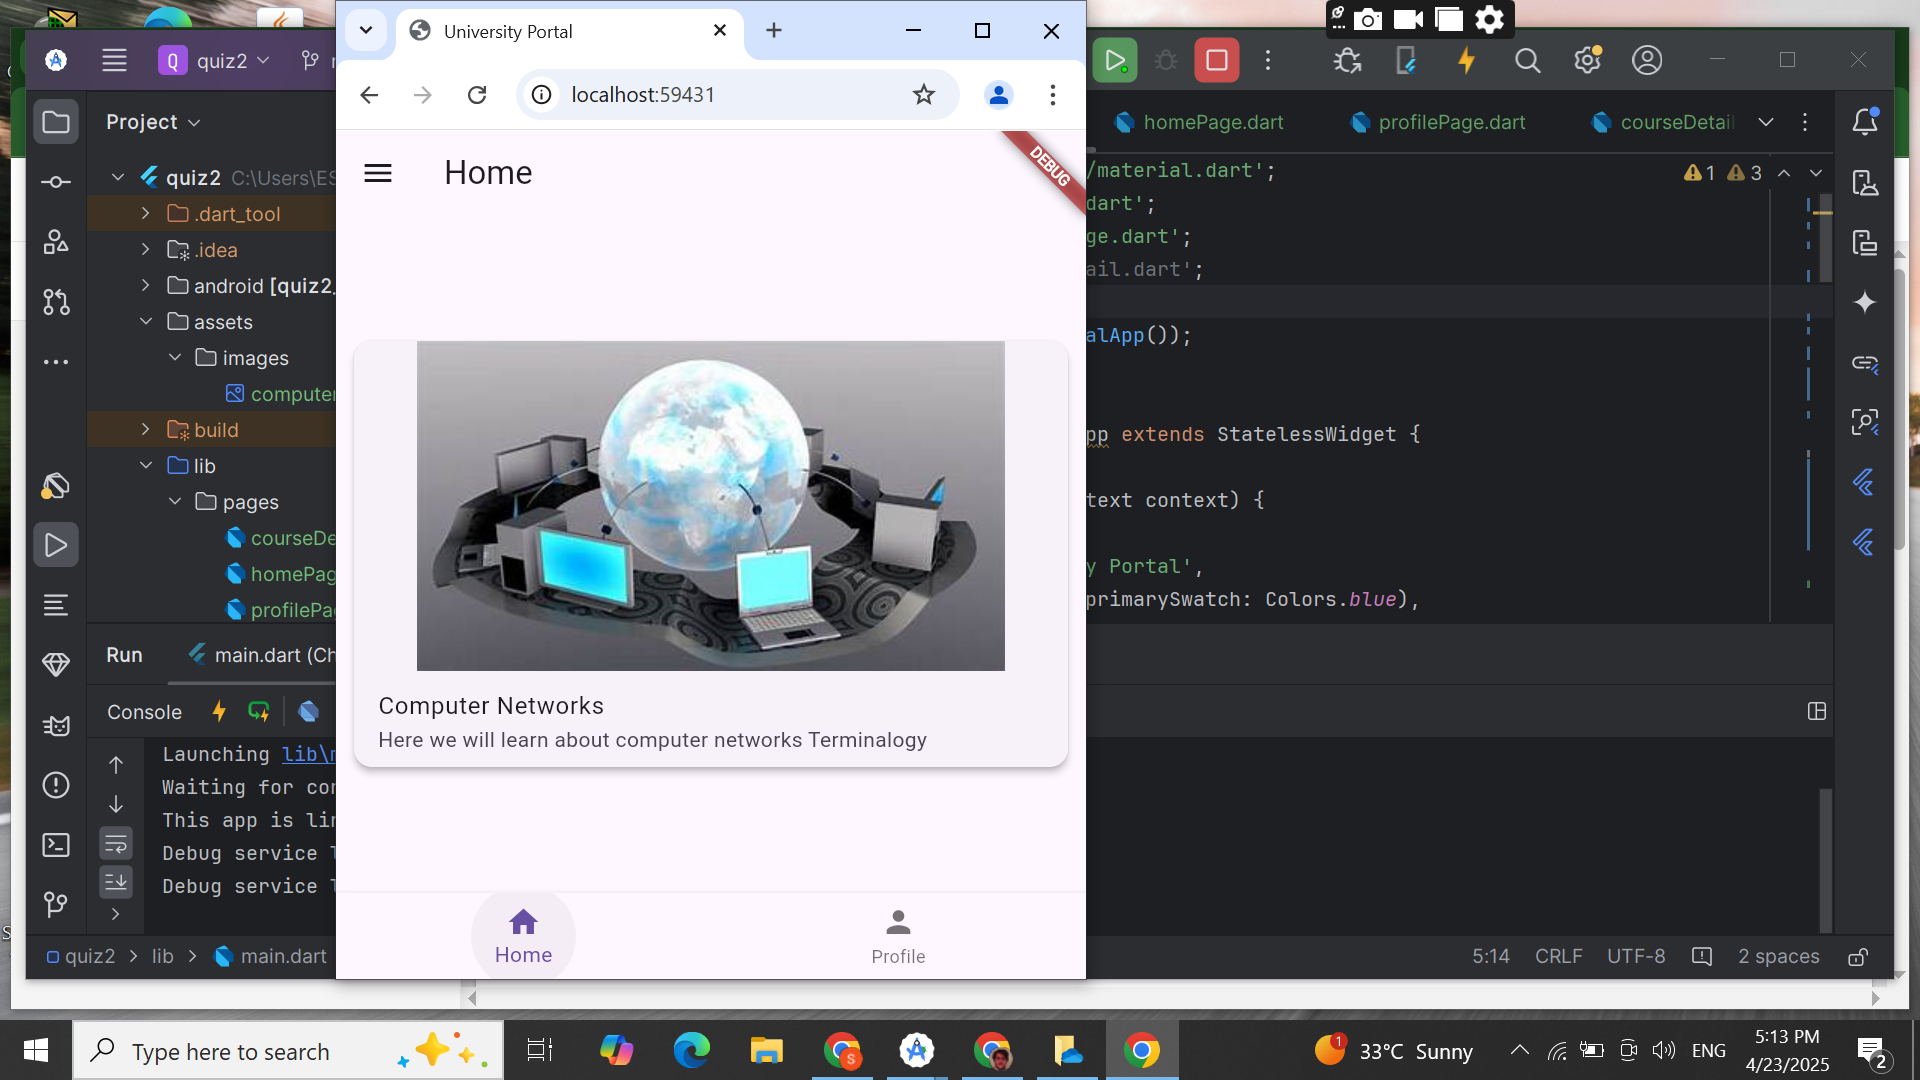 University Portal
localhost:59431
Q quiz2
homePage.dart
profilePage.dart
courseDetail
Project
Home
DEBUG
quiz2 C:\Users\ES
.dart_tool
.idea
android [quiz2
assets
images
computer
build
lib
pages
courseDe
homePag
profilePa
/material.dart';
dart';
ge.dart';
ail.dart';
alApp());
pp extends StatelessWidget {
text context) {
y Portal',
primarySwatch: Colors.blue),
1 3
Computer Networks
Here we will learn about computer networks Terminalogy
Home
Profile
Run
main.dart (Ch
Console
Launching lib\m
Waiting for con
This app is lin
Debug service l
Debug service l
quiz2 > lib > main.dart
5:14 CRLF UTF-8 2 spaces
Type here to search
S
1
33°C Sunny
ENG
5:13 PM
4/23/2025
2